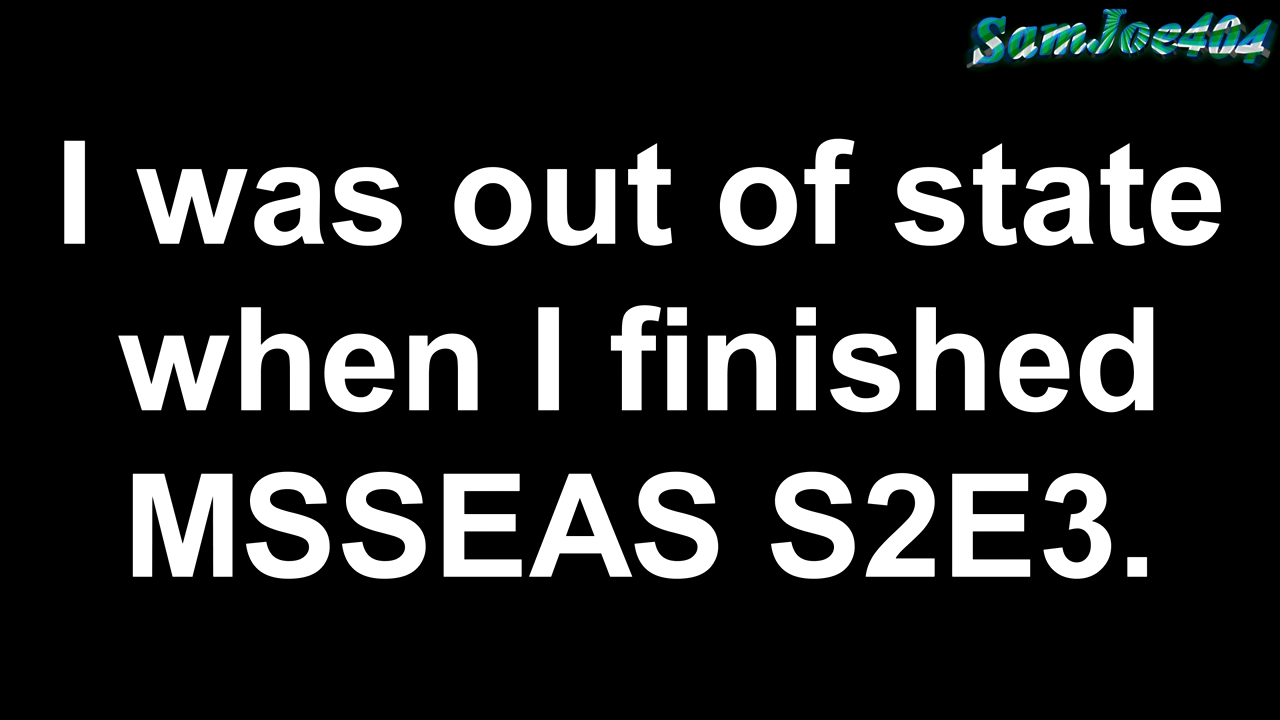 SamJoe404
I was out of state
when I finished
MSSEAS S2E3.